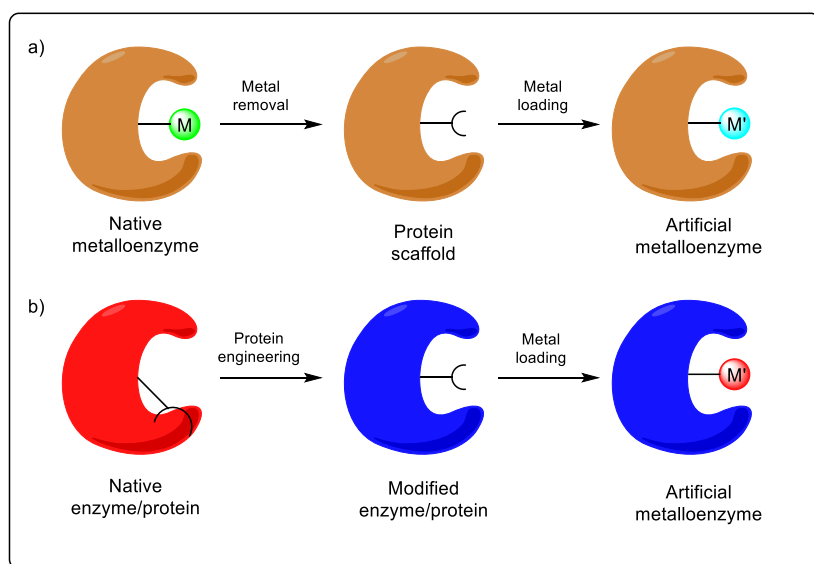 a)
Metal
removal
Metal
loading
M
M'
Native
metalloenzyme
Protein
scaffold
Artificial
metalloenzyme
b)
Protein
engineering
Metal
loading
M'
Native
enzyme/protein
Modified
enzyme/protein
Artificial
metalloenzyme